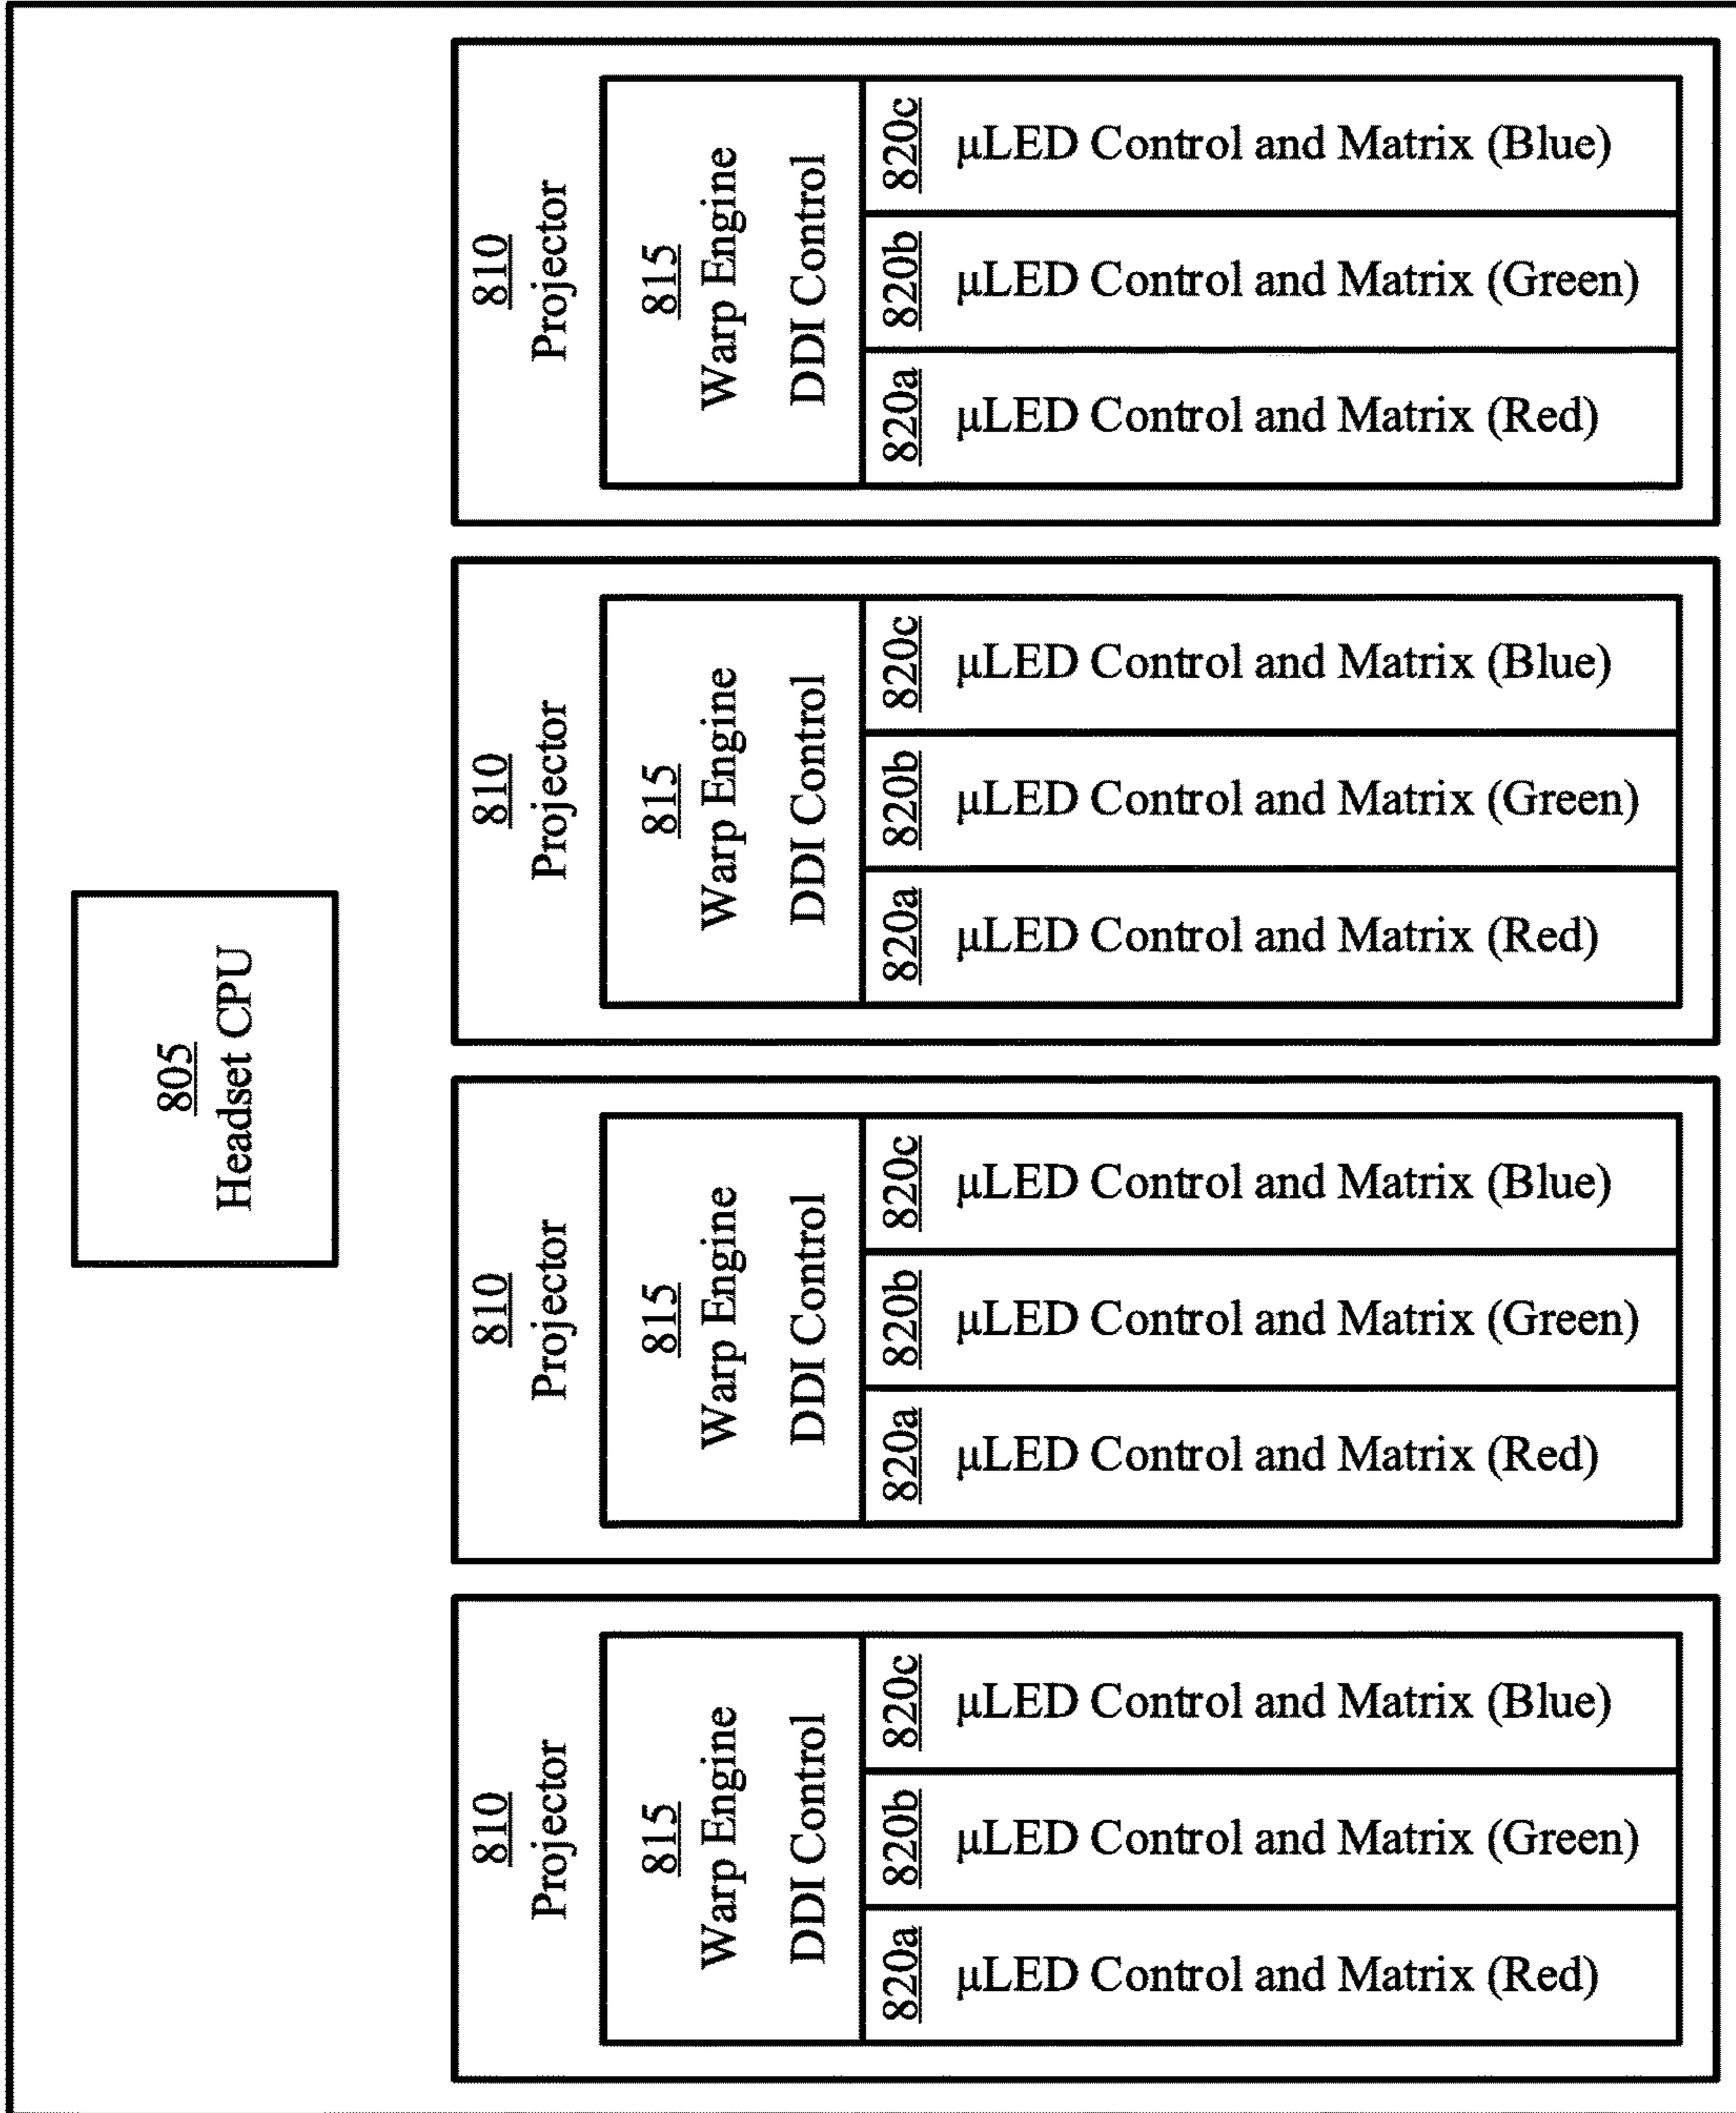 805
Headset CPU
810
Projector
815
Warp Engine
DDI Control
820a
μLED Control and Matrix (Red)
820b
μLED Control and Matrix (Green)
820c
μLED Control and Matrix (Blue)
810
Projector
815
Warp Engine
DDI Control
820a
μLED Control and Matrix (Red)
820b
μLED Control and Matrix (Green)
820c
μLED Control and Matrix (Blue)
810
Projector
815
Warp Engine
DDI Control
820a
μLED Control and Matrix (Red)
820b
μLED Control and Matrix (Green)
820c
μLED Control and Matrix (Blue)
810
Projector
815
Warp Engine
DDI Control
820a
μLED Control and Matrix (Red)
820b
μLED Control and Matrix (Green)
820c
μLED Control and Matrix (Blue)